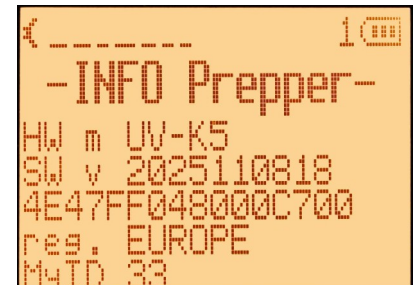 1
-INFO Prepper-
HW m UV-K5
SW v 2025110818
4E47FF048000C700
reg. EUROPE
MyID 33